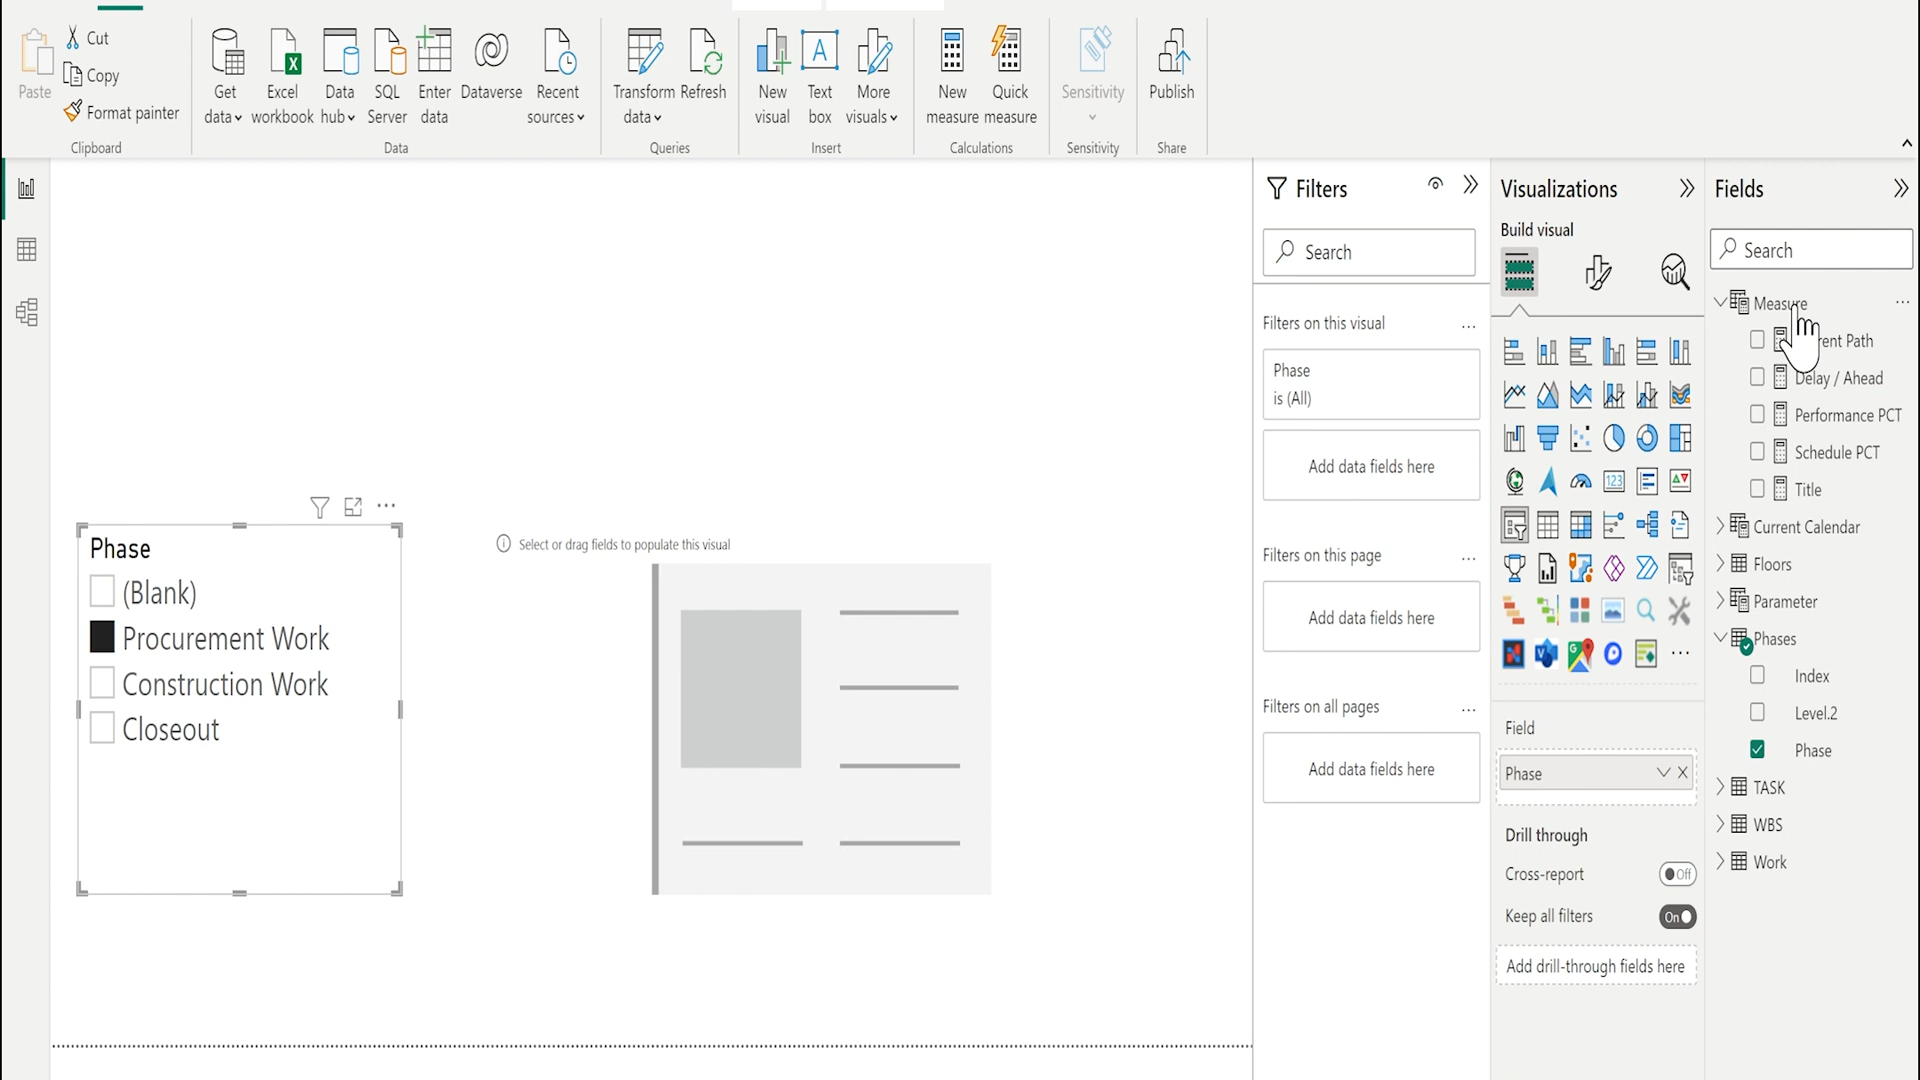 Cut
Copy
Format painter
Paste
Clipboard
Get data
Excel workbook
Data hub
SQL Server
Enter data
Dataverse
Recent sources
Data
Transform data
Refresh
Queries
New visual
A
Text box
More visuals
Insert
New measure
Quick measure
Calculations
Sensitivity
Sensitivity
Publish
Share
Phase
(Blank)
Procurement Work
Construction Work
Closeout
Select or drag fields to populate this visual
Filters
Search
Filters on this visual
Phase
is (All)
Add data fields here
Filters on this page
Add data fields here
Filters on all pages
Add data fields here
Visualizations
Build visual
123
Field
Phase
Drill through
Cross-report
Off
Keep all filters
On
Add drill-through fields here
Fields
Search
Measure
Path
Delay / Ahead
Performance PCT
Schedule PCT
Title
Current Calendar
Floors
Parameter
Phases
Index
Level.2
Phase
TASK
WBS
Work